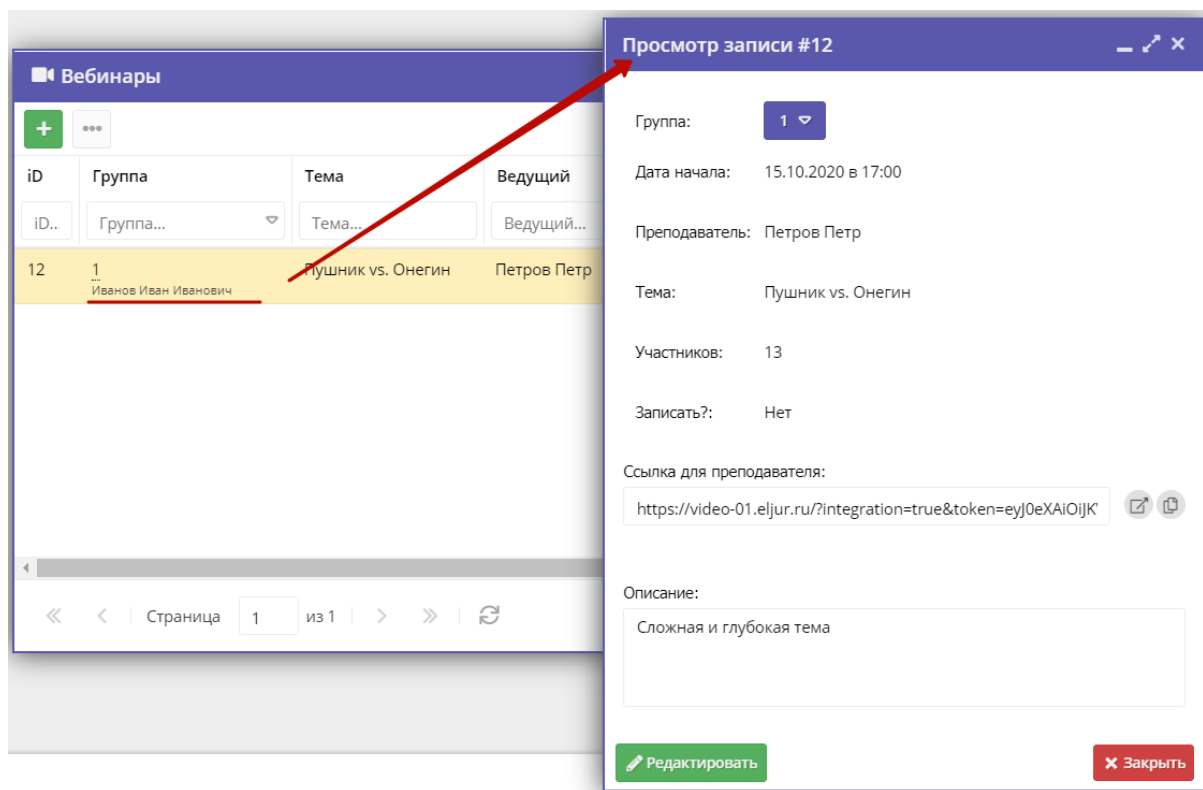 Вебинары
+ •••
iD Группа Тема Ведущий
iD... Группа... Тема... Ведущий...
12 1 Пушник vs. Онегин Петров Петр
Иванов Иван Иванович
Страница 1 из 1
Просмотр записи #12
Группа: 1
Дата начала: 15.10.2020 в 17:00
Преподаватель: Петров Петр
Тема: Пушник vs. Онегин
Участников: 13
Записать?: Нет
Ссылка для преподавателя:
https://video-01.eljur.ru/?integration=true&token=eyJ0eXAiOiJK
Описание:
Сложная и глубокая тема
Редактировать
Закрыть